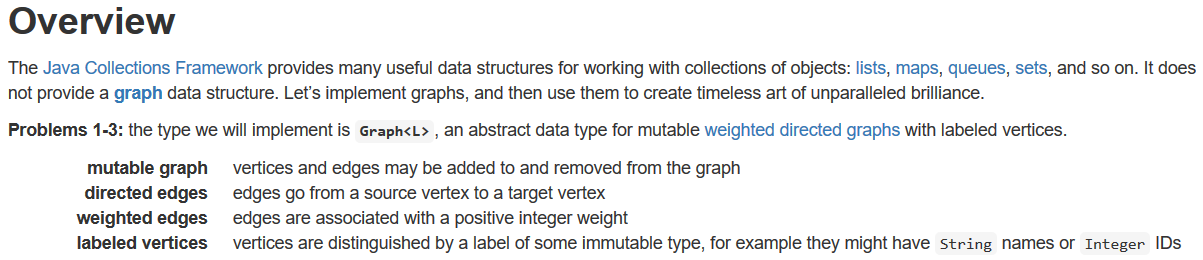 Overview
The Java Collections Framework provides many useful data structures for working with collections of objects: lists, maps, queues, sets, and so on. It does
not provide a graph data structure. Let’s implement graphs, and then use them to create timeless art of unparalleled brilliance.
Problems 1-3: the type we will implement is Graph<L>, an abstract data type for mutable weighted directed graphs with labeled vertices.
mutable graph vertices and edges may be added to and removed from the graph
directed edges edges go from a source vertex to a target vertex
weighted edges edges are associated with a positive integer weight
labeled vertices vertices are distinguished by a label of some immutable type, for example they might have String names or Integer IDs